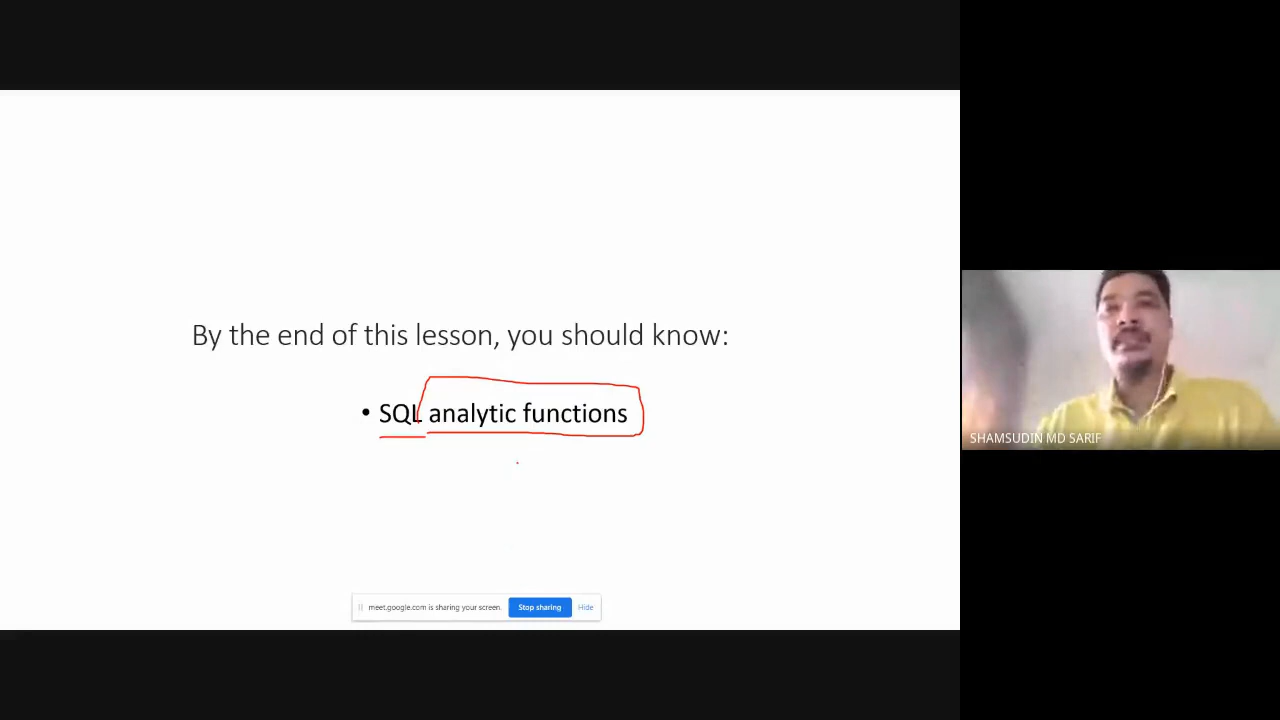 By the end of this lesson, you should know:
• SQL analytic functions
meet.google.com is sharing your screen.
Stop sharing
Hide
SHAMSUDIN MD SARIF